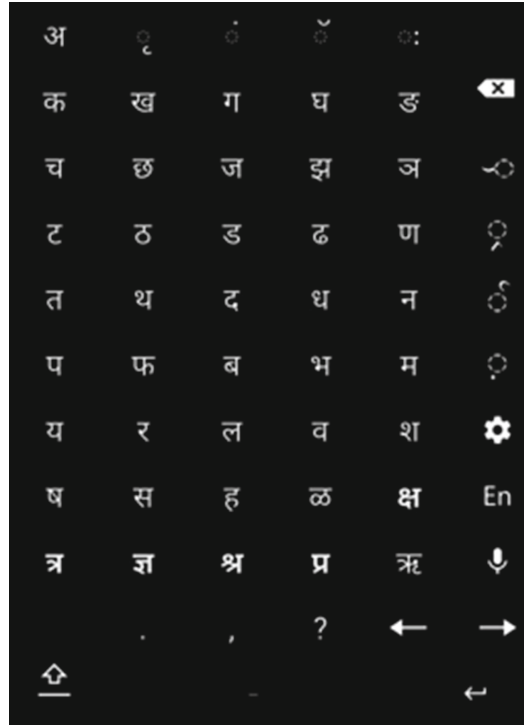 अ ृ ं ॅ ः
क ख ग घ ङ
च छ ज झ ञ
ट ठ ड ढ ण
त थ द ध न
प फ ब भ म ़
य र ल व श
ष स ह ळ क्ष En
त्र ज्ञ श्र प्र ऋ
. , ?